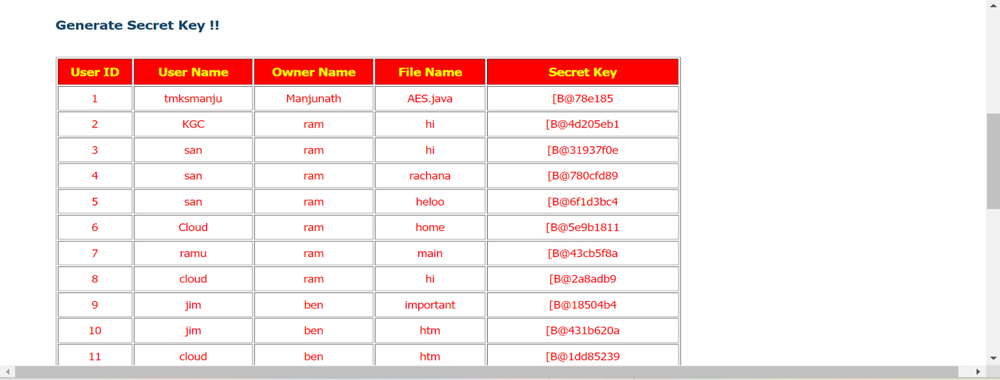 Generate Secret Key !!
User ID User Name Owner Name File Name Secret Key
1 tmksmanju Manjunath AES.java [B@78e185
2 KGC ram hi [B@4d205eb1
3 san ram hi [B@31937f0e
4 san ram rachana [B@780cfd89
5 san ram heloo [B@6f1d3bc4
6 Cloud ram home [B@5e9b1811
7 ramu ram main [B@43cb5f8a
8 cloud ram hi [B@2a8adb9
9 jim ben important [B@18504b4
10 jim ben htm [B@431b620a
11 cloud ben htm [B@1dd85239